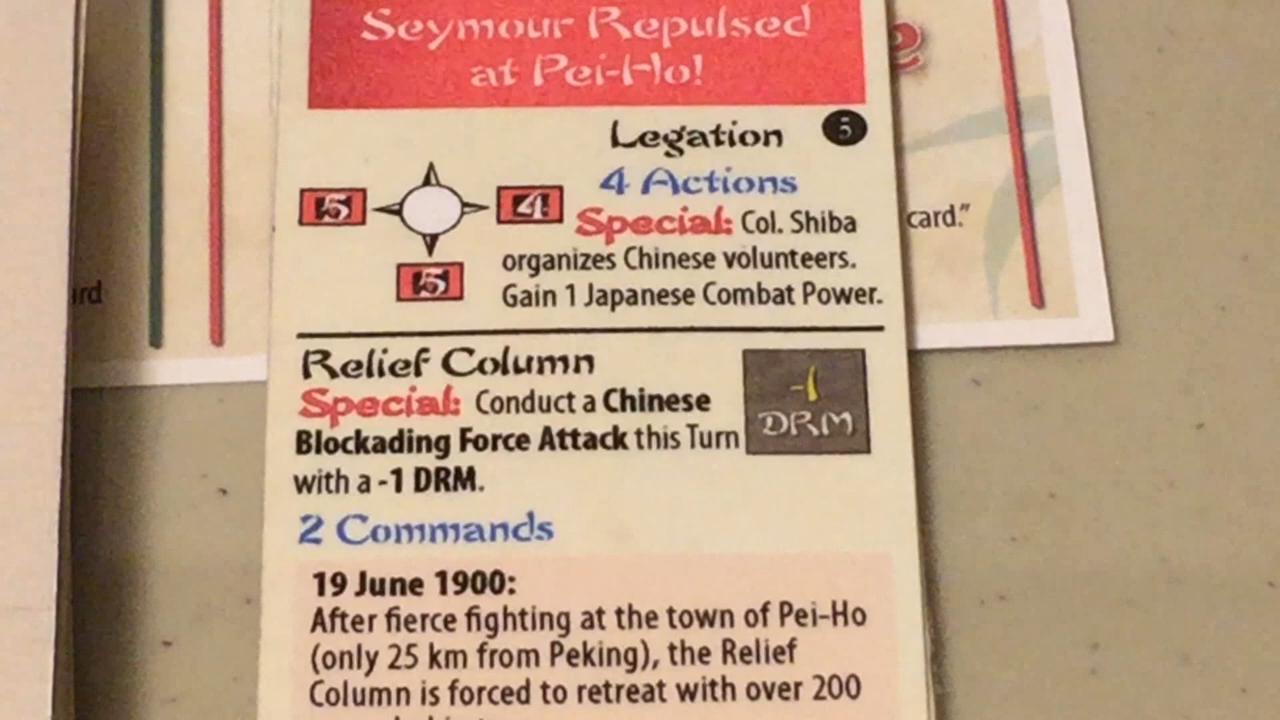 Seymour Repulsed
at Pei-Ho!
Legation 5
4 Actions
5 4
Special: Col. Shiba
organizes Chinese volunteers.
5
Gain 1 Japanese Combat Power.
card."
Relief Column
Special: Conduct a Chinese
Blockading Force Attack this Turn
with a -1 DRM.
-1
DRM
2 Commands
19 June 1900:
After fierce fighting at the town of Pei-Ho
(only 25 km from Peking), the Relief
Column is forced to retreat with over 200